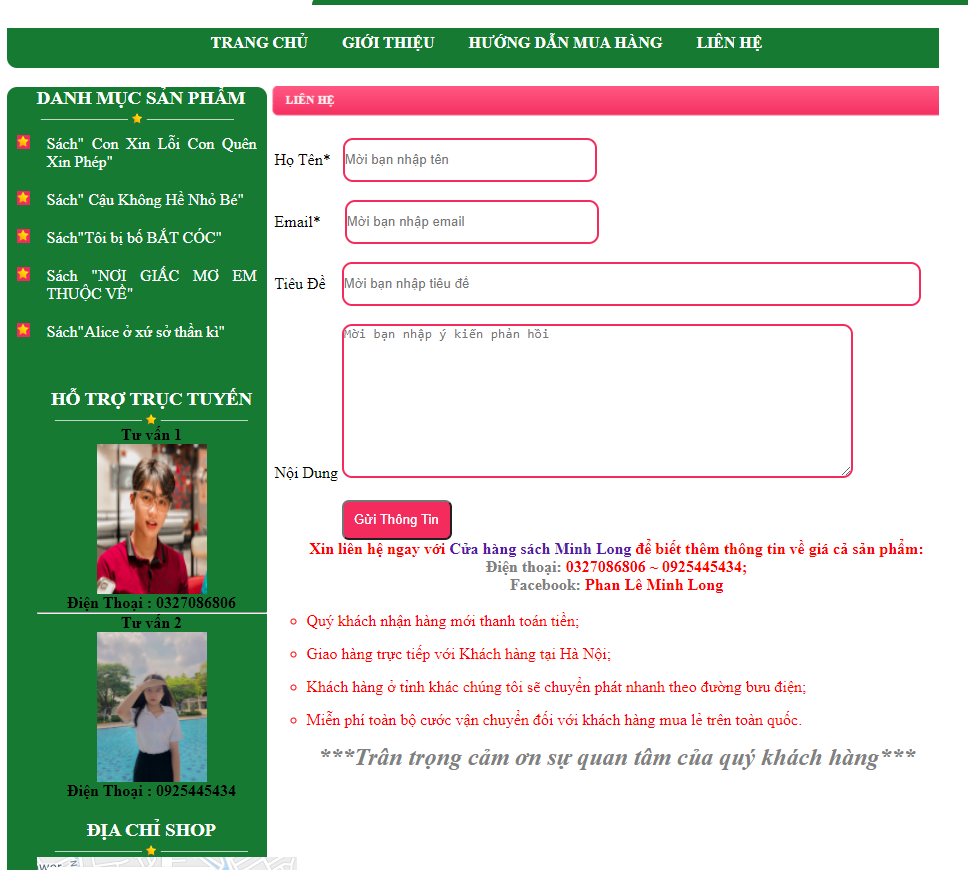 TRANG CHỦ GIỚI THIỆU HƯỚNG DẪN MUA HÀNG LIÊN HỆ
DANH MỤC SẢN PHẨM
Sách" Con Xin Lỗi Con Quên
Xin Phép"
Sách" Cậu Không Hề Nhỏ Bé"
Sách"Tôi bị bố BẮT CÓC"
Sách "NƠI GIẤC MƠ EM
THUỘC VỀ"
Sách"Alice ở xứ sở thần kì"
HỖ TRỢ TRỤC TUYẾN
Tư vấn 1
Điện Thoại : 0327086806
Tư vấn 2
Điện Thoại : 0925445434
ĐỊA CHỈ SHOP
LIÊN HỆ
Họ Tên* Mời bạn nhập tên
Email* Mời bạn nhập email
Tiêu Đề Mời bạn nhập tiêu đề
Mời bạn nhập ý kiến phản hồi
Nội Dung
Gửi Thông Tin
Xin liên hệ ngay với Cửa hàng sách Minh Long để biết thêm thông tin về giá cả sản phẩm:
Điện thoại: 0327086806 ~ 0925445434;
Facebook: Phan Lê Minh Long
Quý khách nhận hàng mới thanh toán tiền;
Giao hàng trực tiếp với Khách hàng tại Hà Nội;
Khách hàng ở tỉnh khác chúng tôi sẽ chuyển phát nhanh theo đường bưu điện;
Miễn phí toàn bộ cước vận chuyển đối với khách hàng mua lẻ trên toàn quốc.
***Trân trọng cảm ơn sự quan tâm của quý khách hàng***